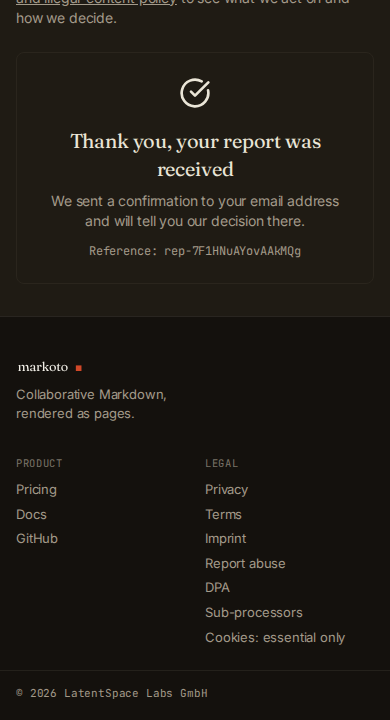 and illegal content policy to see what we act on and
how we decide.
Thank you, your report was
received
We sent a confirmation to your email address
and will tell you our decision there.
Reference: rep-7F1HNuAYovAAkMQg
markoto
Collaborative Markdown,
rendered as pages.
PRODUCT
Pricing
Docs
GitHub
LEGAL
Privacy
Terms
Imprint
Report abuse
DPA
Sub-processors
Cookies: essential only
© 2026 LatentSpace Labs GmbH